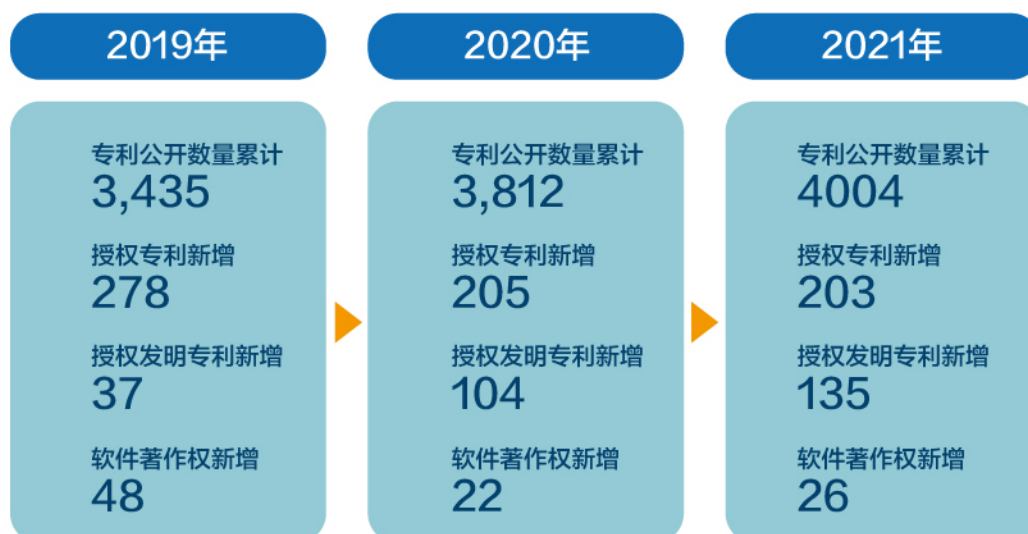 2019年
专利公开数量累计
3,435
授权专利新增
278
授权发明专利新增
37
软件著作权新增
48
2020年
专利公开数量累计
3,812
授权专利新增
205
授权发明专利新增
104
软件著作权新增
22
2021年
专利公开数量累计
4004
授权专利新增
203
授权发明专利新增
135
软件著作权新增
26